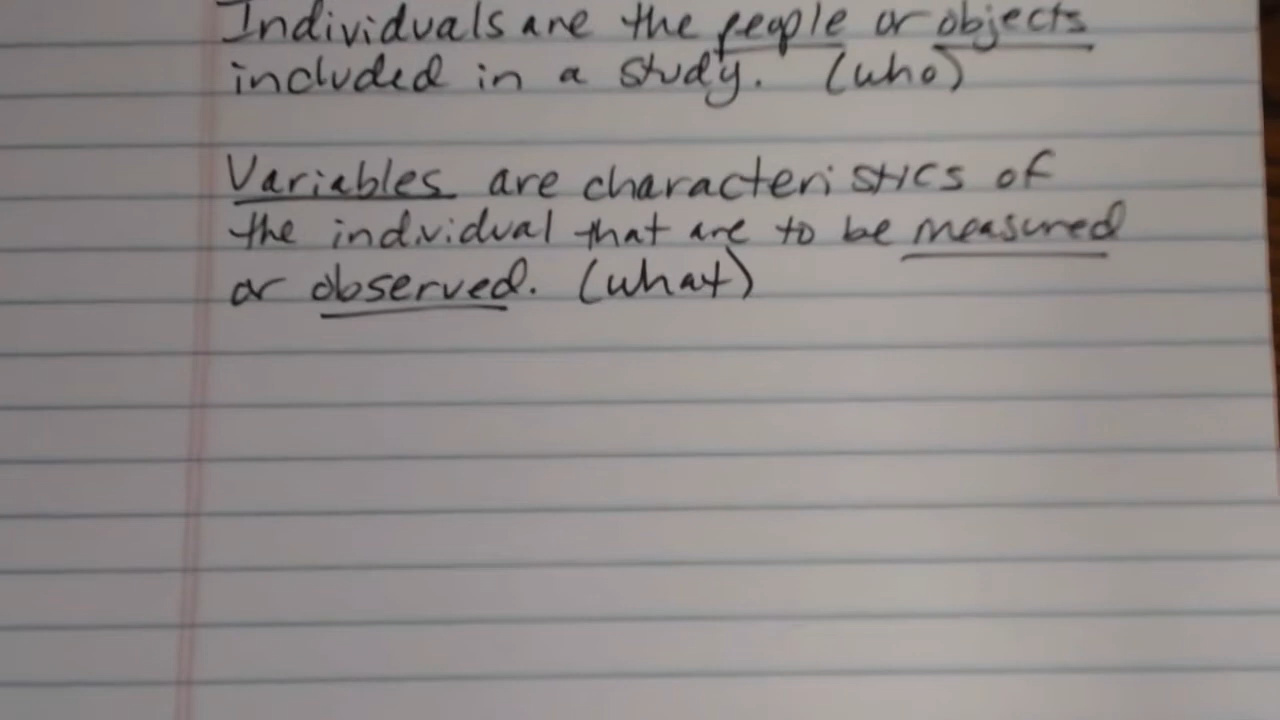 Individuals are the people or objects
included in a study. (who)
Variables are characteristics of
the individual that are to be measured
or observed. (what)